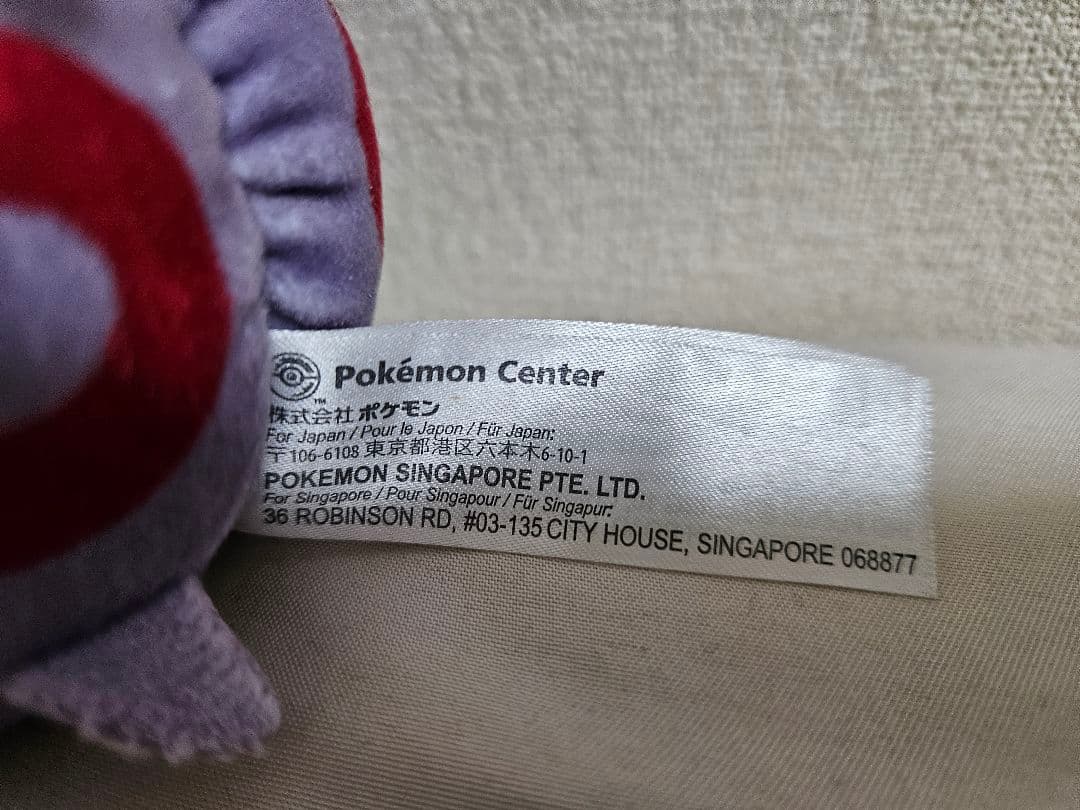 Pokémon Center
™
株式会社ポケモン
For Japan / Pour le Japon / Für Japan:
〒106-6108 東京都港区六本木6-10-1
POKEMON SINGAPORE PTE. LTD.
For Singapore / Pour Singapour / Für Singapur:
36 ROBINSON RD, #03-135 CITY HOUSE, SINGAPORE 068877